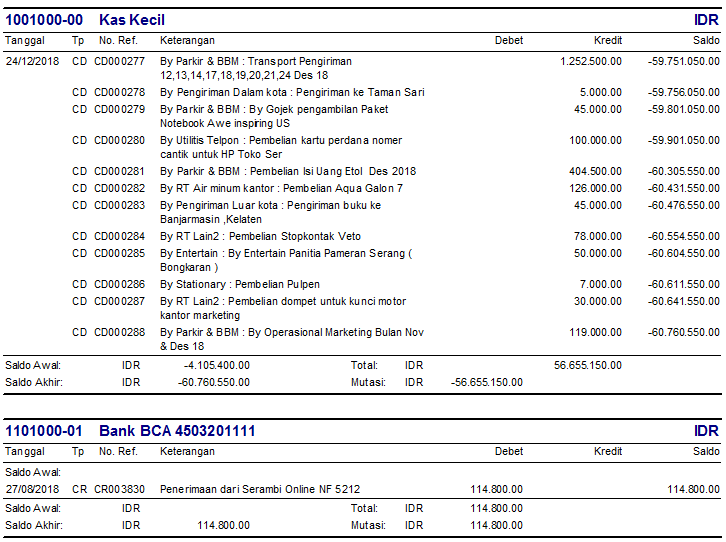 1001000-00 Kas Kecil IDR
Tanggal Tp No. Ref. Keterangan Debet Kredit Saldo
24/12/2018 CD CD000277 By Parkir & BBM : Transport Pengiriman 1.252.500.00 -59.751.050.00
12,13,14,17,18,19,20,21,24 Des 18
CD CD000278 By Pengiriman Dalam kota : Pengiriman ke Taman Sari 5.000.00 -59.756.050.00
CD CD000279 By Parkir & BBM : By Gojek pengambilan Paket 45.000.00 -59.801.050.00
Notebook Awe inspiring US
CD CD000280 By Utilitis Telpon : Pembelian kartu perdana nomer 100.000.00 -59.901.050.00
cantik untuk HP Toko Ser
CD CD000281 By Parkir & BBM : Pembelian Isi Uang Etol Des 2018 404.500.00 -60.305.550.00
CD CD000282 By RT Air minum kantor : Pembelian Aqua Galon 7 126.000.00 -60.431.550.00
CD CD000283 By Pengiriman Luar kota : Pengiriman buku ke 45.000.00 -60.476.550.00
Banjarmasin ,Kelaten
CD CD000284 By RT Lain2 : Pembelian Stopkontak Veto 78.000.00 -60.554.550.00
CD CD000285 By Entertain : By Entertain Panitia Pameran Serang ( 50.000.00 -60.604.550.00
Bongkaran )
CD CD000286 By Stationary : Pembelian Pulpen 7.000.00 -60.611.550.00
CD CD000287 By RT Lain2 : Pembelian dompet untuk kunci motor 30.000.00 -60.641.550.00
kantor marketing
CD CD000288 By Parkir & BBM : By Operasional Marketing Bulan Nov 119.000.00 -60.760.550.00
& Des 18
Saldo Awal: IDR -4.105.400.00 Total: IDR 56.655.150.00
Saldo Akhir: IDR -60.760.550.00 Mutasi: IDR -56.655.150.00
1101000-01 Bank BCA 4503201111 IDR
Tanggal Tp No. Ref. Keterangan Debet Kredit Saldo
Saldo Awal:
27/08/2018 CR CR003830 Penerimaan dari Serambi Online NF 5212 114.800.00 114.800.00
Saldo Awal: IDR Total: IDR 114.800.00
Saldo Akhir: IDR 114.800.00 Mutasi: IDR 114.800.00